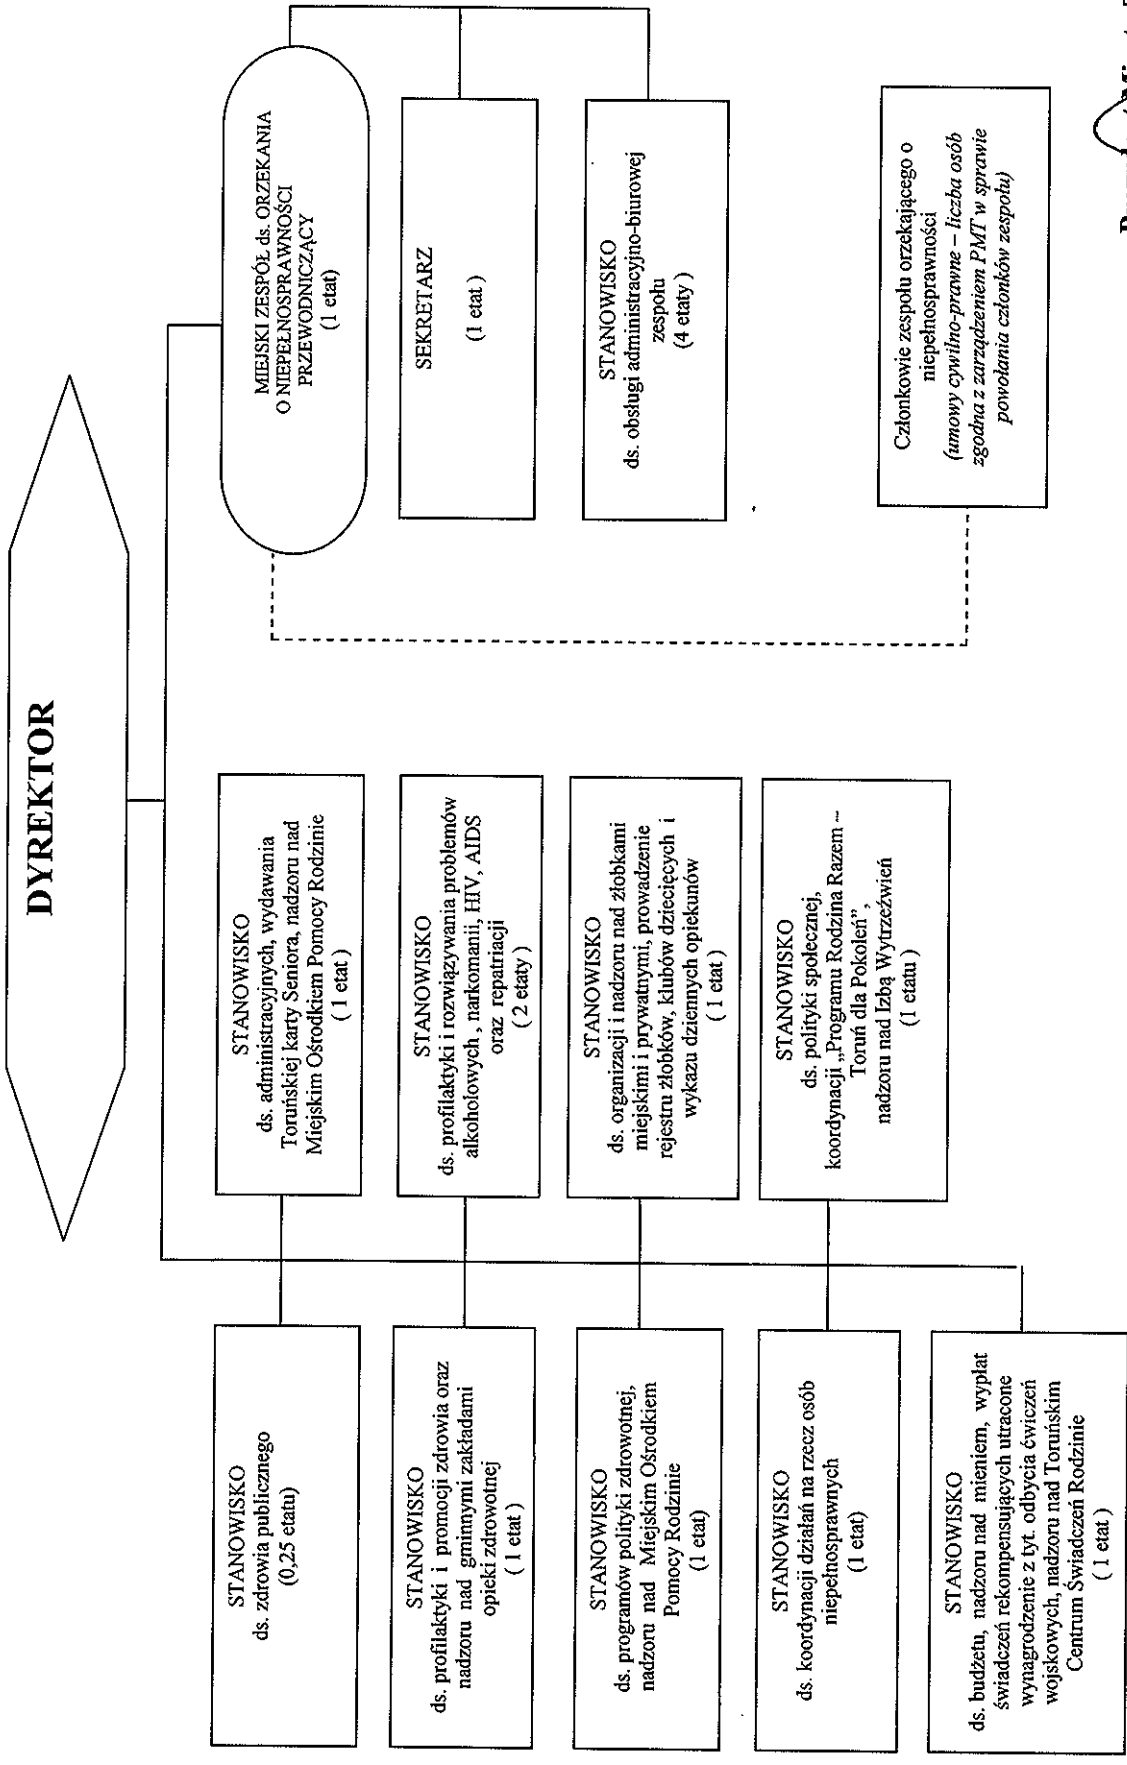 DYREKTOR
STANOWISKO
ds. zdrowia publicznego
(0,25 etatu)
STANOWISKO
ds. profilaktyki i promocji zdrowia oraz
nadzoru nad gminnymi zakładami
opieki zdrowotnej
( 1 etat )
STANOWISKO
ds. programów polityki zdrowotnej,
nadzoru nad Miejskim Ośrodkiem
Pomocy Rodzinie
(1 etat)
STANOWISKO
ds. koordynacji działań na rzecz osób
niepełnosprawnych
(1 etat)
STANOWISKO
ds. budżetu, nadzoru nad mieniem, wypłat
świadczeń rekompensujących utracone
wynagrodzenie z tyt. odbycia ćwiczeń
wojskowych, nadzoru nad Toruńskim
Centrum Świadczeń Rodzinie
( 1 etat )
STANOWISKO
ds. administracyjnych, wydawania
Toruńskiej karty Seniora, nadzoru nad
Miejskim Ośrodkiem Pomocy Rodzinie
( 1 etat )
STANOWISKO
ds. profilaktyki i rozwiązywania problemów
alkoholowych , narkomanii, HIV, AIDS
oraz repatriacji
( 2 etaty )
STANOWISKO
ds. organizacji i nadzoru nad żłobkami
miejskimi i prywatnymi, prowadzenie
rejestru żłobków, klubów dziecięcych i
wykazu dziennych opiekunów
( 1 etat )
STANOWISKO
ds. polityki społecznej,
koordynacji „Programu Rodzina Razem –
Toruń dla Pokoleń”,
nadzoru nad Izbą Wytrzeźwień
(1 etatu )
MIEJSKI ZESPÓŁ ds. ORZEKANIA
O NIEPEŁNOSPRAWNOŚCI
PRZEWODNICZĄCY
(1 etat)
SEKRETARZ
(1 etat )
STANOWISKO
ds. obsługi administracyjno-biurowej
zespołu
(4 etaty)
Członkowie zespołu orzekającego o
niepełnosprawności
(umowy cywilno-prawne – liczba osób
zgodna z zarządzeniem PMT w sprawie
powołania członków zespołu)